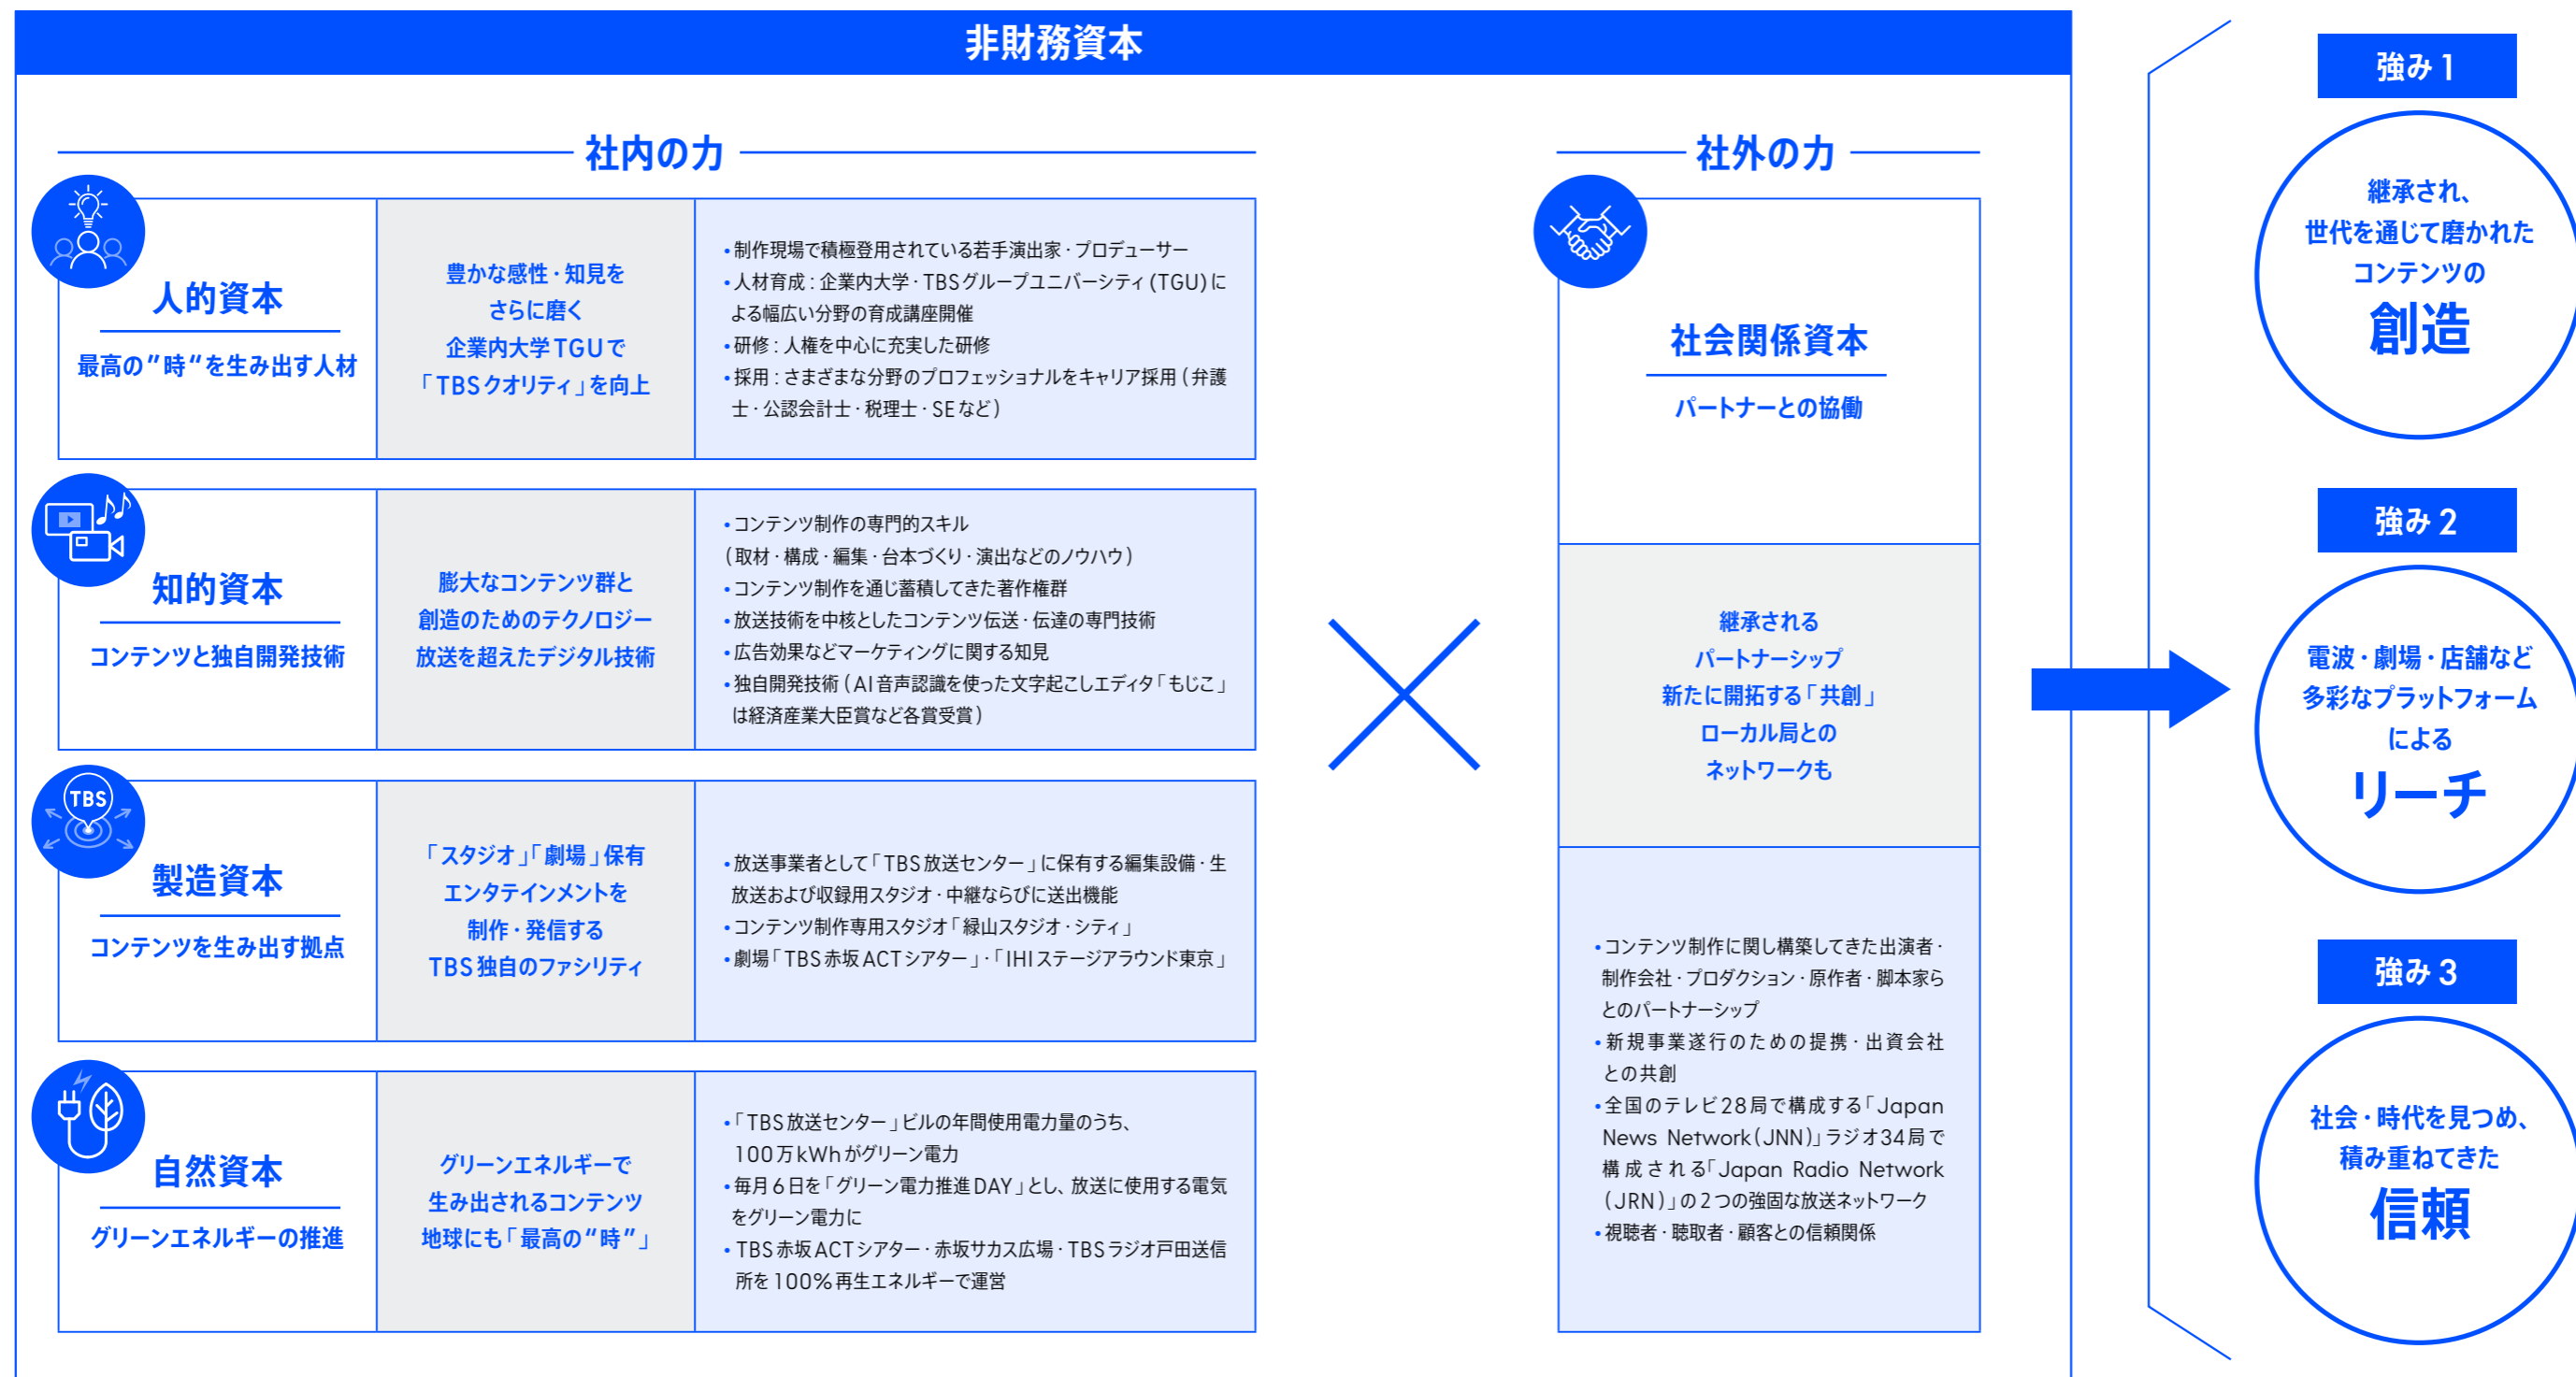 非財務資本
社内の力
人的資本
最高の”時“を生み出す人材
豊かな感性・知見を
さらに磨く
企業内大学TGUで
「TBSクオリティ」を向上
•制作現場で積極登用されている若手演出家・プロデューサー
•人材育成：企業内大学・TBSグループユニバーシティ(TGU)に
よる幅広い分野の育成講座開催
•研修：人権を中心に充実した研修
•採用：さまざまな分野のプロフェッショナルをキャリア採用（弁護
士・公認会計士・税理士・SEなど）
知的資本
コンテンツと独自開発技術
膨大なコンテンツ群と
創造のためのテクノロジー
放送を超えたデジタル技術
•コンテンツ制作の専門的スキル
（取材・構成・編集・台本づくり・演出などのノウハウ）
•コンテンツ制作を通じ蓄積してきた著作権群
•放送技術を中核としたコンテンツ伝送・伝達の専門技術
•広告効果などマーケティングに関する知見
•独自開発技術（AI音声認識を使った文字起こしエディタ「もじこ」
は経済産業大臣賞など各賞受賞）
TBS
製造資本
コンテンツを生み出す拠点
「スタジオ」「劇場」保有
エンタテインメントを
制作・発信する
TBS独自のファシリティ
•放送事業者として「TBS放送センター」に保有する編集設備・生
放送および収録用スタジオ・中継ならびに送出機能
•コンテンツ制作専用スタジオ「緑山スタジオ・シティ」
•劇場「TBS赤坂ACTシアター」・「IHIステージアラウンド東京」
自然資本
グリーンエネルギーの推進
グリーンエネルギーで
生み出されるコンテンツ
地球にも「最高の“時”」
•「TBS放送センター」ビルの年間使用電力量のうち、
100万kWhがグリーン電力
•毎月6日を「グリーン電力推進DAY」とし、放送に使用する電気
をグリーン電力に
•TBS赤坂ACTシアター・赤坂サカス広場・TBSラジオ戸田送信
所を100%再生エネルギーで運営
社外の力
社会関係資本
パートナーとの協働
継承される
パートナーシップ
新たに開拓する「共創」
ローカル局との
ネットワークも
•コンテンツ制作に関し構築してきた出演者・
制作会社・プロダクション・原作者・脚本家ら
とのパートナーシップ
•新規事業遂行のための提携・出資会社
との共創
•全国のテレビ28局で構成する「Japan
News Network(JNN)」ラジオ34局で
構成される「Japan Radio Network
(JRN)」の2つの強固な放送ネットワーク
•視聴者・聴取者・顧客との信頼関係
強み1
継承され、
世代を通じて磨かれた
コンテンツの
創造
強み2
電波・劇場・店舗など
多彩なプラットフォーム
による
リーチ
強み3
社会・時代を見つめ、
積み重ねてきた
信頼